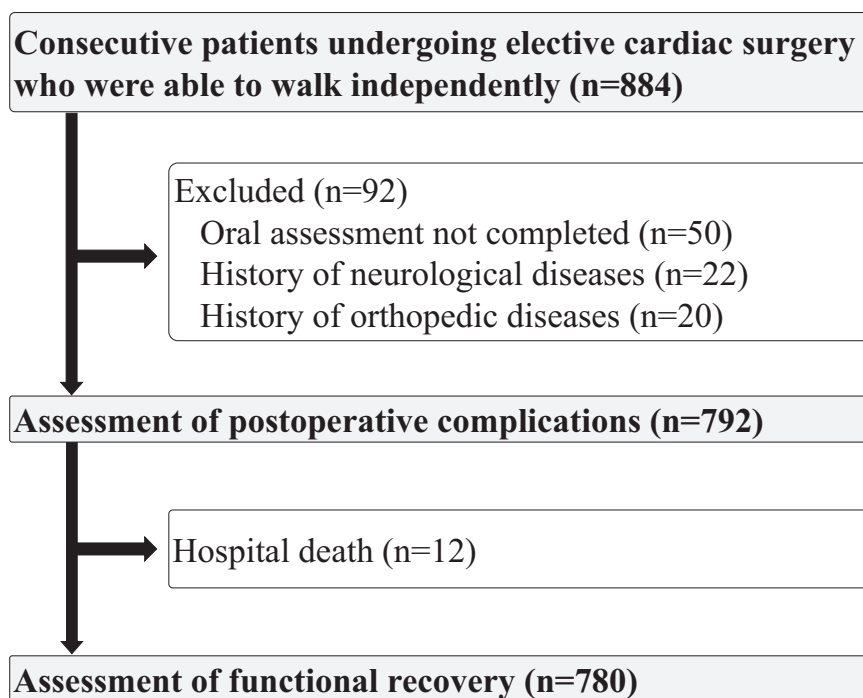 Consecutive patients undergoing elective cardiac surgery
who were able to walk independently (n=884)
Excluded (n=92)
Oral assessment not completed (n=50)
History of neurological diseases (n=22)
History of orthopedic diseases (n=20)
Assessment of postoperative complications (n=792)
Hospital death (n=12)
Assessment of functional recovery (n=780)